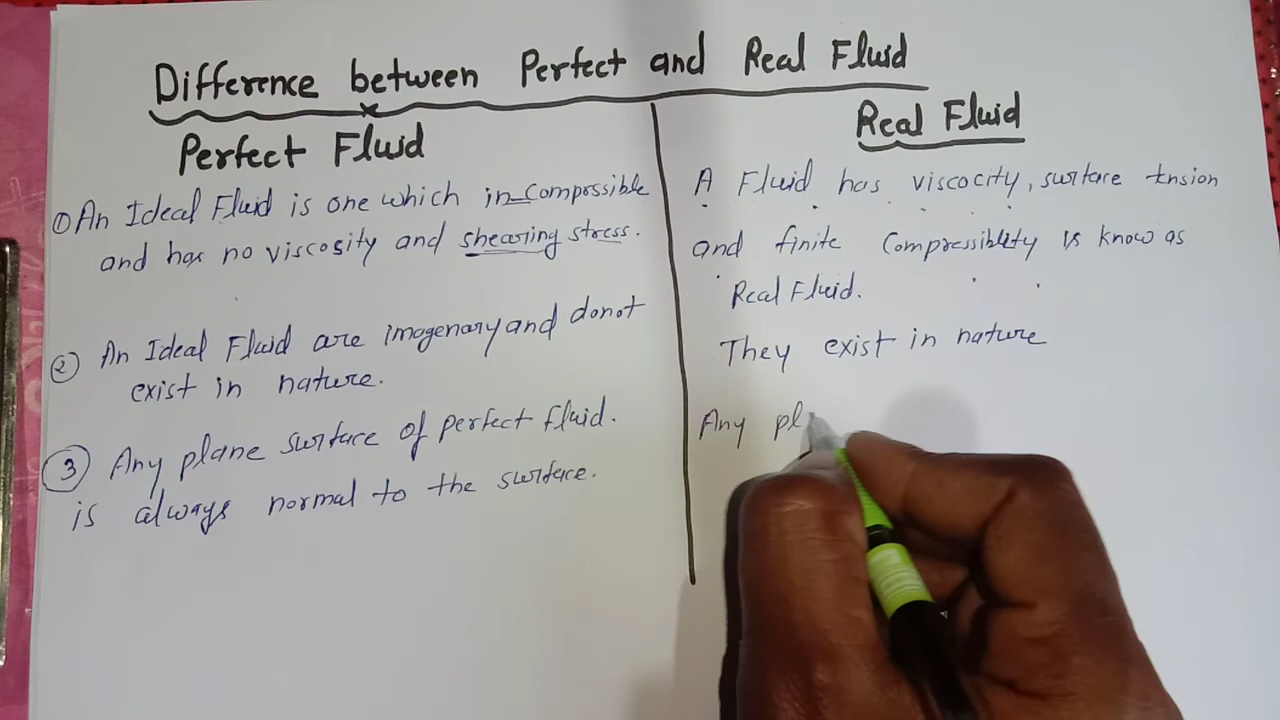 Difference between Perfect and Real Fluid
Perfect Fluid
① An Ideal Fluid is one which in-Compossible
and has no viscosity and shearing stress.
② An Ideal Fluid are imagenary and donot
exist in nature.
③ Any plane surface of perfect fluid.
is always normal to the surface.
Real Fluid
A Fluid has viscocity, surface tension
and finite Compressiblity is know as
Real Fluid.
They exist in nature
Any pl